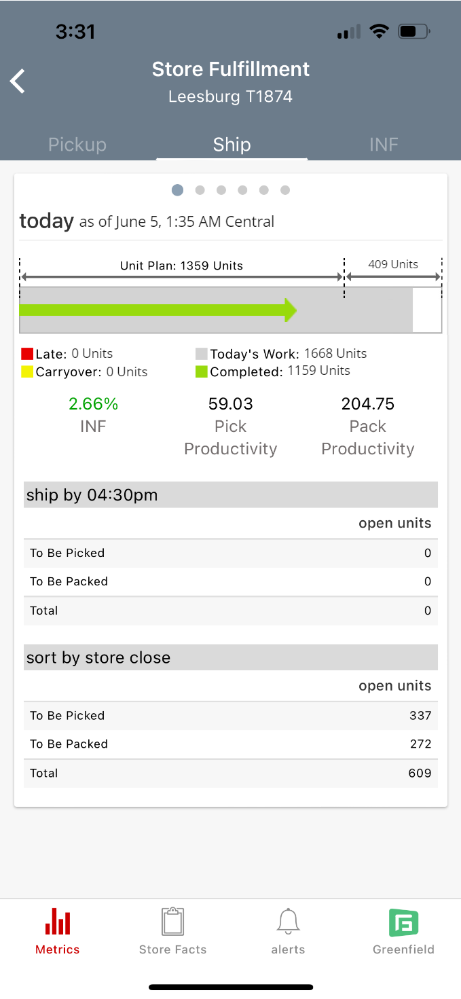 3:31
Store Fulfillment
Leesburg T1874
Pickup Ship INF
today as of June 5, 1:35 AM Central
Unit Plan: 1359 Units 409 Units
Late: 0 Units Today's Work: 1668 Units
Carryover: 0 Units Completed: 1159 Units
2.66% 59.03 204.75
INF Pick Pack
Productivity Productivity
ship by 04:30pm
open units
To Be Picked 0
To Be Packed 0
Total 0
sort by store close
open units
To Be Picked 337
To Be Packed 272
Total 609
Metrics Store Facts alerts Greenfield